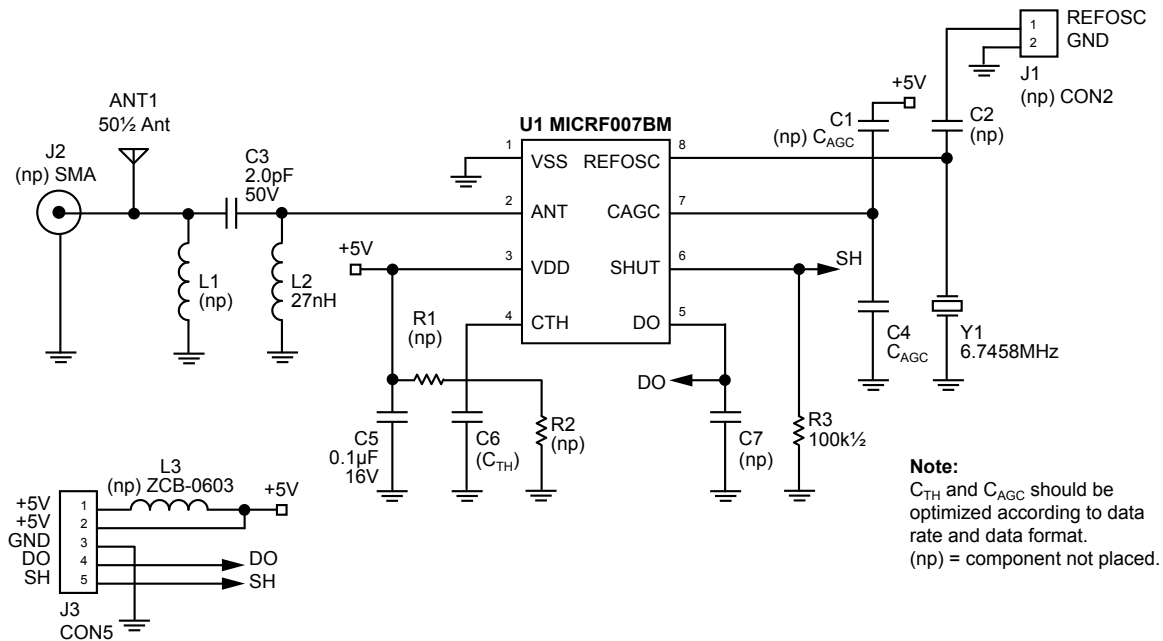 REFOSC
GND
1
2
J1
(np) CON2
+5V
C1
(np) CAGC
C2
(np)
ANT1
50½ Ant
J2
(np) SMA
C3
2.0pF
50V
L1
(np)
L2
27nH
U1 MICRF007BM
1
VSS
REFOSC
8
2
ANT
CAGC
7
3
VDD
SHUT
6
4
CTH
DO
5
+5V
SH
R1
(np)
C4
CAGC
Y1
6.7458MHz
DO
C5
0.1µF
16V
C6
(CTH)
R2
(np)
C7
(np)
R3
100k½
L3
(np) ZCB-0603
+5V
+5V
+5V
GND
DO
SH
1
2
3
4
5
DO
SH
J3
CON5
Note:
CTH and CAGC should be
optimized according to data
rate and data format.
(np) = component not placed.